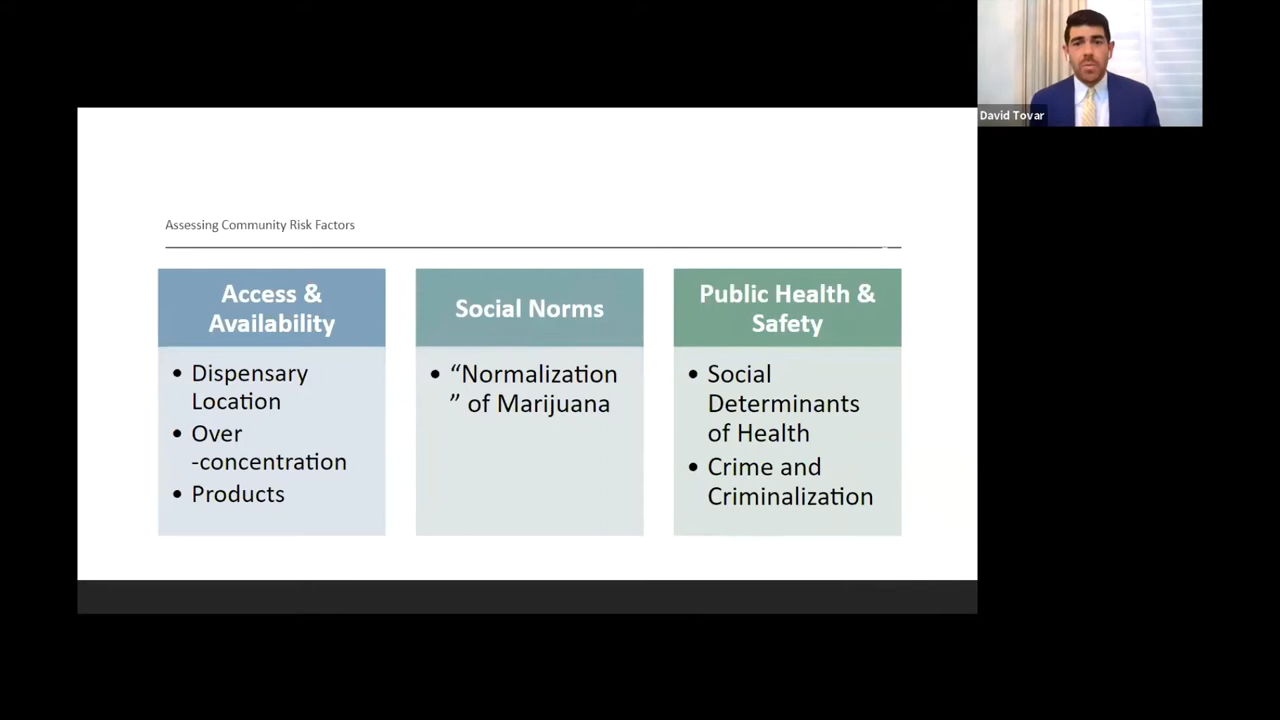 David Tovar
Assessing Community Risk Factors
Access &
Availability
• Dispensary
Location
• Over
-concentration
• Products
Social Norms
• “Normalization
” of Marijuana
Public Health &
Safety
• Social
Determinants
of Health
• Crime and
Criminalization